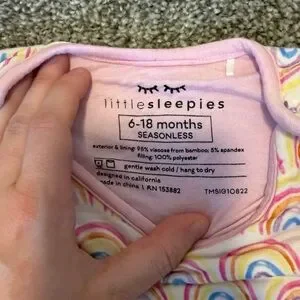 littlesleepies
6-18 months
SEASONLESS
exterior & lining: 95% viscose from bamboo; 5% spandex
filling: 100% polyester
gentle wash cold / hang to dry
designed in california
made in china | RN 153882
TMSIG10822